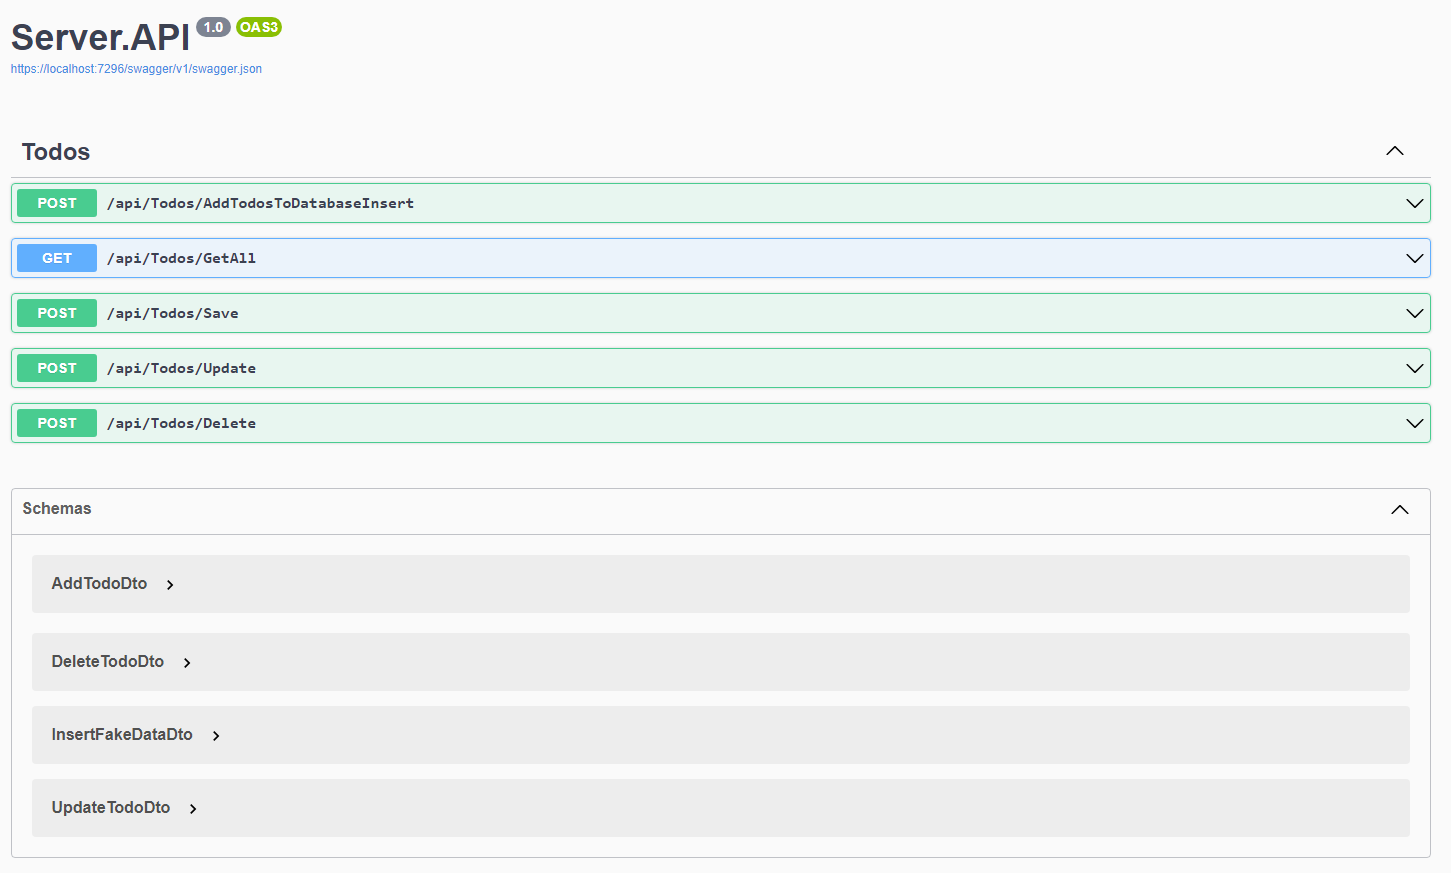 Server.API 1.0 OAS3
https://localhost:7296/swagger/v1/swagger.json
Todos
POST /api/Todos/AddTodosToDatabaseInsert
GET /api/Todos/GetAll
POST /api/Todos/Save
POST /api/Todos/Update
POST /api/Todos/Delete
Schemas
AddTodoDto
DeleteTodoDto
InsertFakeDataDto
UpdateTodoDto